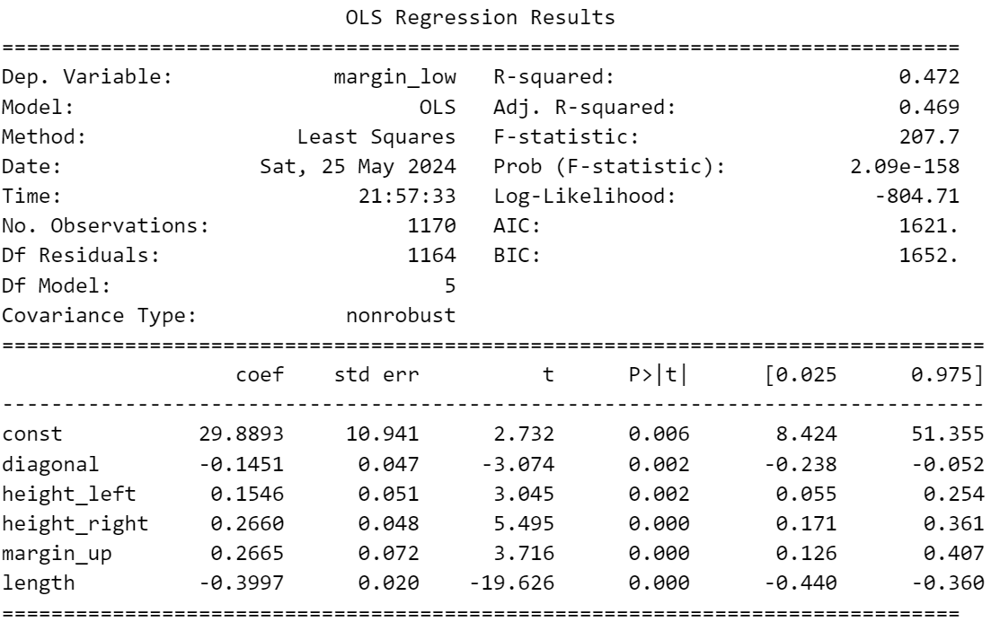 OLS Regression Results
==============================================================================
Dep. Variable:             margin_low   R-squared:                       0.472
Model:                            OLS   Adj. R-squared:                  0.469
Method:                 Least Squares   F-statistic:                     207.7
Date:                Sat, 25 May 2024   Prob (F-statistic):          2.09e-158
Time:                        21:57:33   Log-Likelihood:                -804.71
No. Observations:                1170   AIC:                             1621.
Df Residuals:                    1164   BIC:                             1652.
Df Model:                           5
Covariance Type:            nonrobust
================================================================================
                   coef    std err          t      P>|t|      [0.025      0.975]
--------------------------------------------------------------------------------
const           29.8893     10.941      2.732      0.006       8.424      51.355
diagonal        -0.1451      0.047     -3.074      0.002      -0.238      -0.052
height_left      0.1546      0.051      3.045      0.002       0.055       0.254
height_right     0.2660      0.048      5.495      0.000       0.171       0.361
margin_up        0.2665      0.072      3.716      0.000       0.126       0.407
length          -0.3997      0.020    -19.626      0.000      -0.440      -0.360
==============================================================================